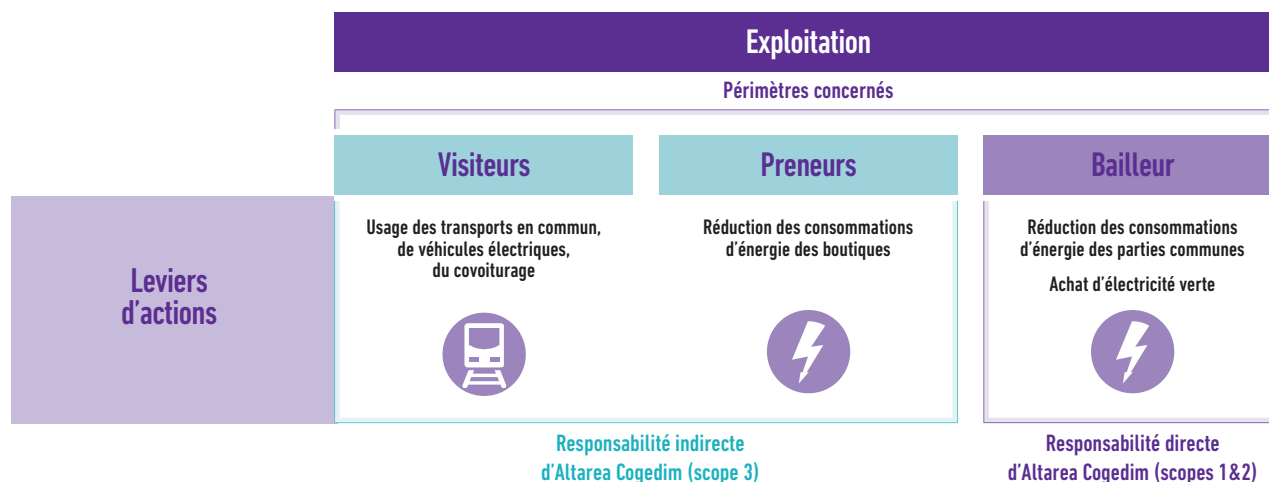 Exploitation
Périmètres concernés
Visiteurs
Preneurs
Bailleur
Leviers
d'actions
Usage des transports en commun,
de véhicules électriques,
du covoiturage
Réduction des consommations
d'énergie des boutiques
Réduction des consommations
d'énergie des parties communes
Achat d'électricité verte
Responsabilité indirecte
d'Altarea Cogedim (scope 3)
Responsabilité directe
d'Altarea Cogedim (scopes 1&2)